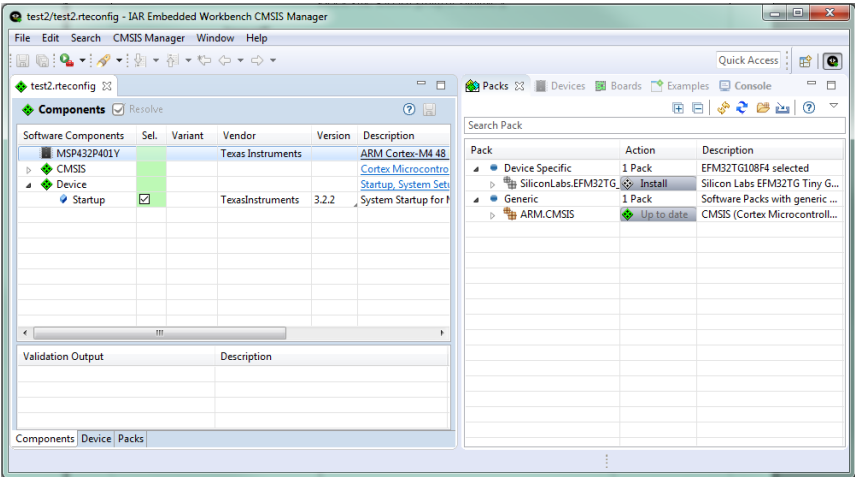 test2/test2.rteconfig - IAR Embedded Workbench CMSIS Manager
File Edit Search CMSIS Manager Window Help
Quick Access
test2.rteconfig
Components Resolve
Software Components Sel. Variant Vendor Version Description
MSP432P401Y Texas Instruments ARM Cortex-M4 48
CMSIS Cortex Microcontro
Device Startup, System Setu
Startup TexasInstruments 3.2.2 System Startup for M
Validation Output Description
Components Device Packs
Packs Devices Boards Examples Console
Search Pack
Pack Action Description
Device Specific 1 Pack EFM32TG108F4 selected
SiliconLabs.EFM32TG_ Install Silicon Labs EFM32TG Tiny G...
Generic 1 Pack Software Packs with generic ...
ARM.CMSIS Up to date CMSIS (Cortex Microcontroll...